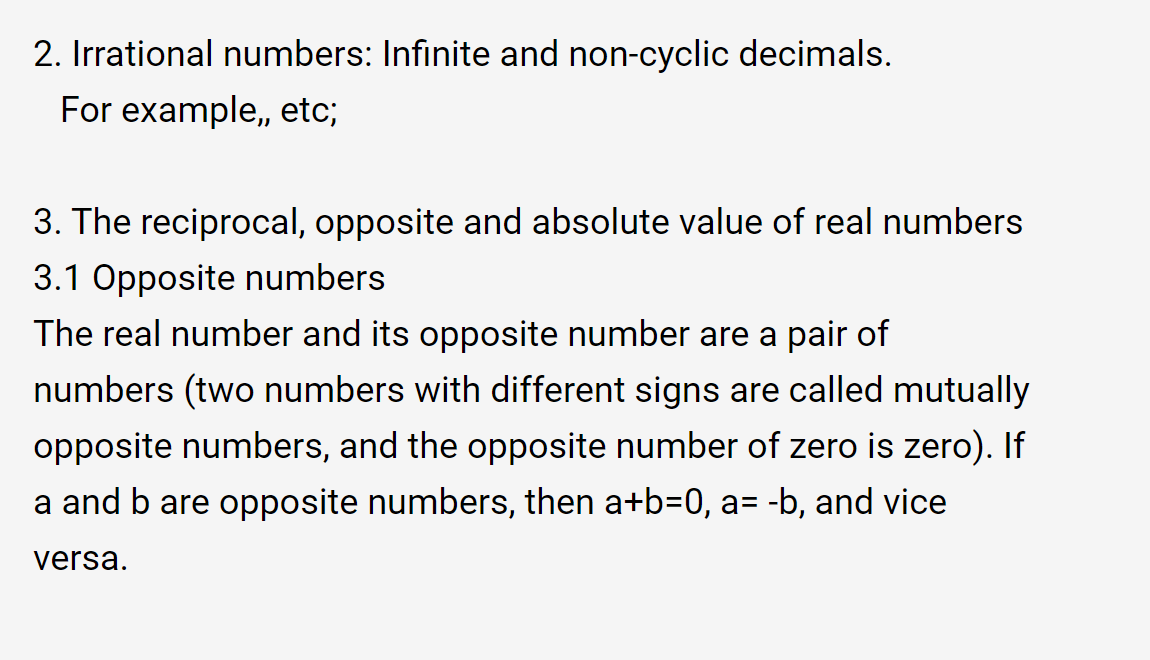 2. Irrational numbers: Infinite and non-cyclic decimals.
For example,, etc;
3. The reciprocal, opposite and absolute value of real numbers
3.1 Opposite numbers
The real number and its opposite number are a pair of
numbers (two numbers with different signs are called mutually
opposite numbers, and the opposite number of zero is zero). If
a and b are opposite numbers, then a+b=0, a= -b, and vice
versa.